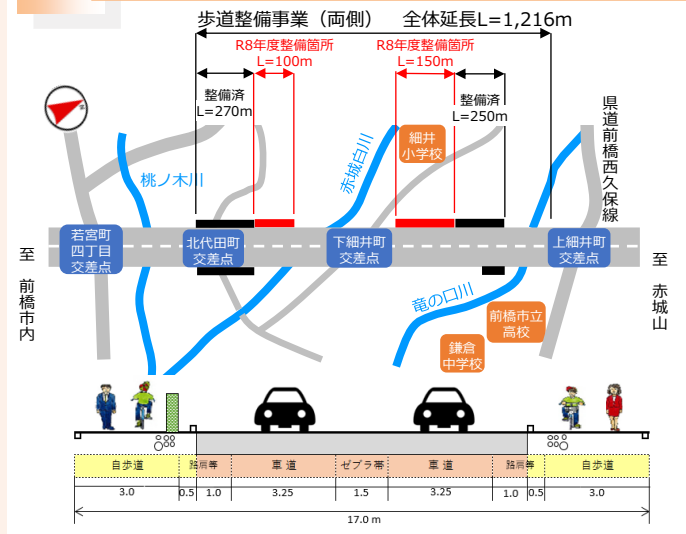 歩道整備事業（両側）　全体延長L=1,216m
R8年度整備箇所
L=100m
R8年度整備箇所
L=150m
整備済
L=270m
整備済
L=250m
県道前橋西久保線
細井
小学校
赤城白川
桃ノ木川
若宮町
四丁目
交差点
北代田町
交差点
下細井町
交差点
上細井町
交差点
至　前橋市内
至　赤城山
竜の口川
前橋市立
高校
鎌倉
中学校
自歩道
路肩等
車道
ゼブラ帯
車道
路肩等
自歩道
3.0 0.5 1.0 3.25 1.5 3.25 1.0 0.5 3.0
17.0 m